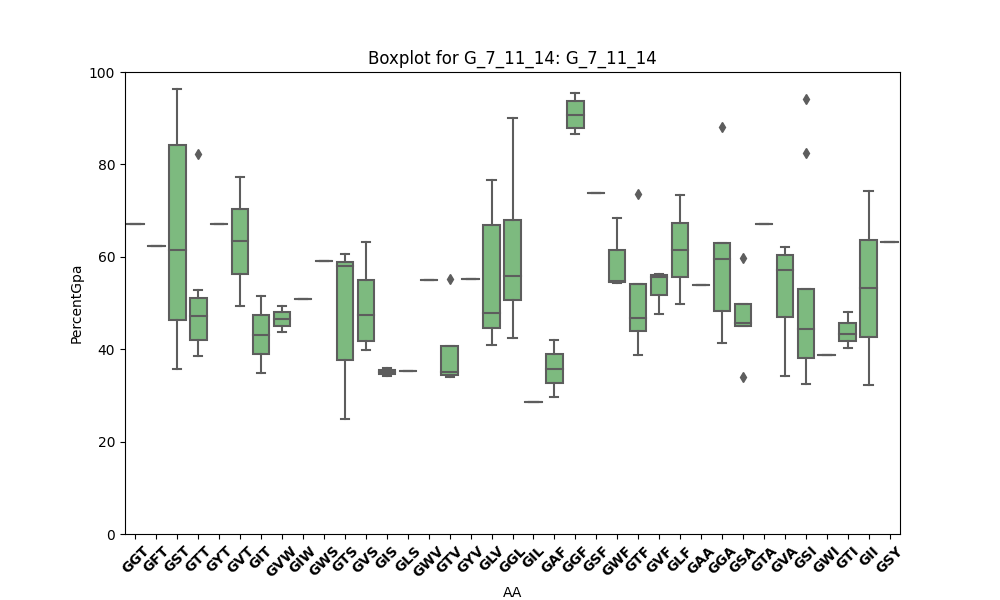 Boxplot for G_7_11_14: G_7_11_14
100
80
60
40
20
0
PercentGpa
GGT GFT GST GTT GYT GVT GIT GVW GIW GWS GTS GVS GIS GLS GWV GTV GYV GLV GGL GIL GAF GGF GSF GWF GTF GVF GLF GAA GGA GSA GTA GVA GSI GWI GTI GII GSY
AA